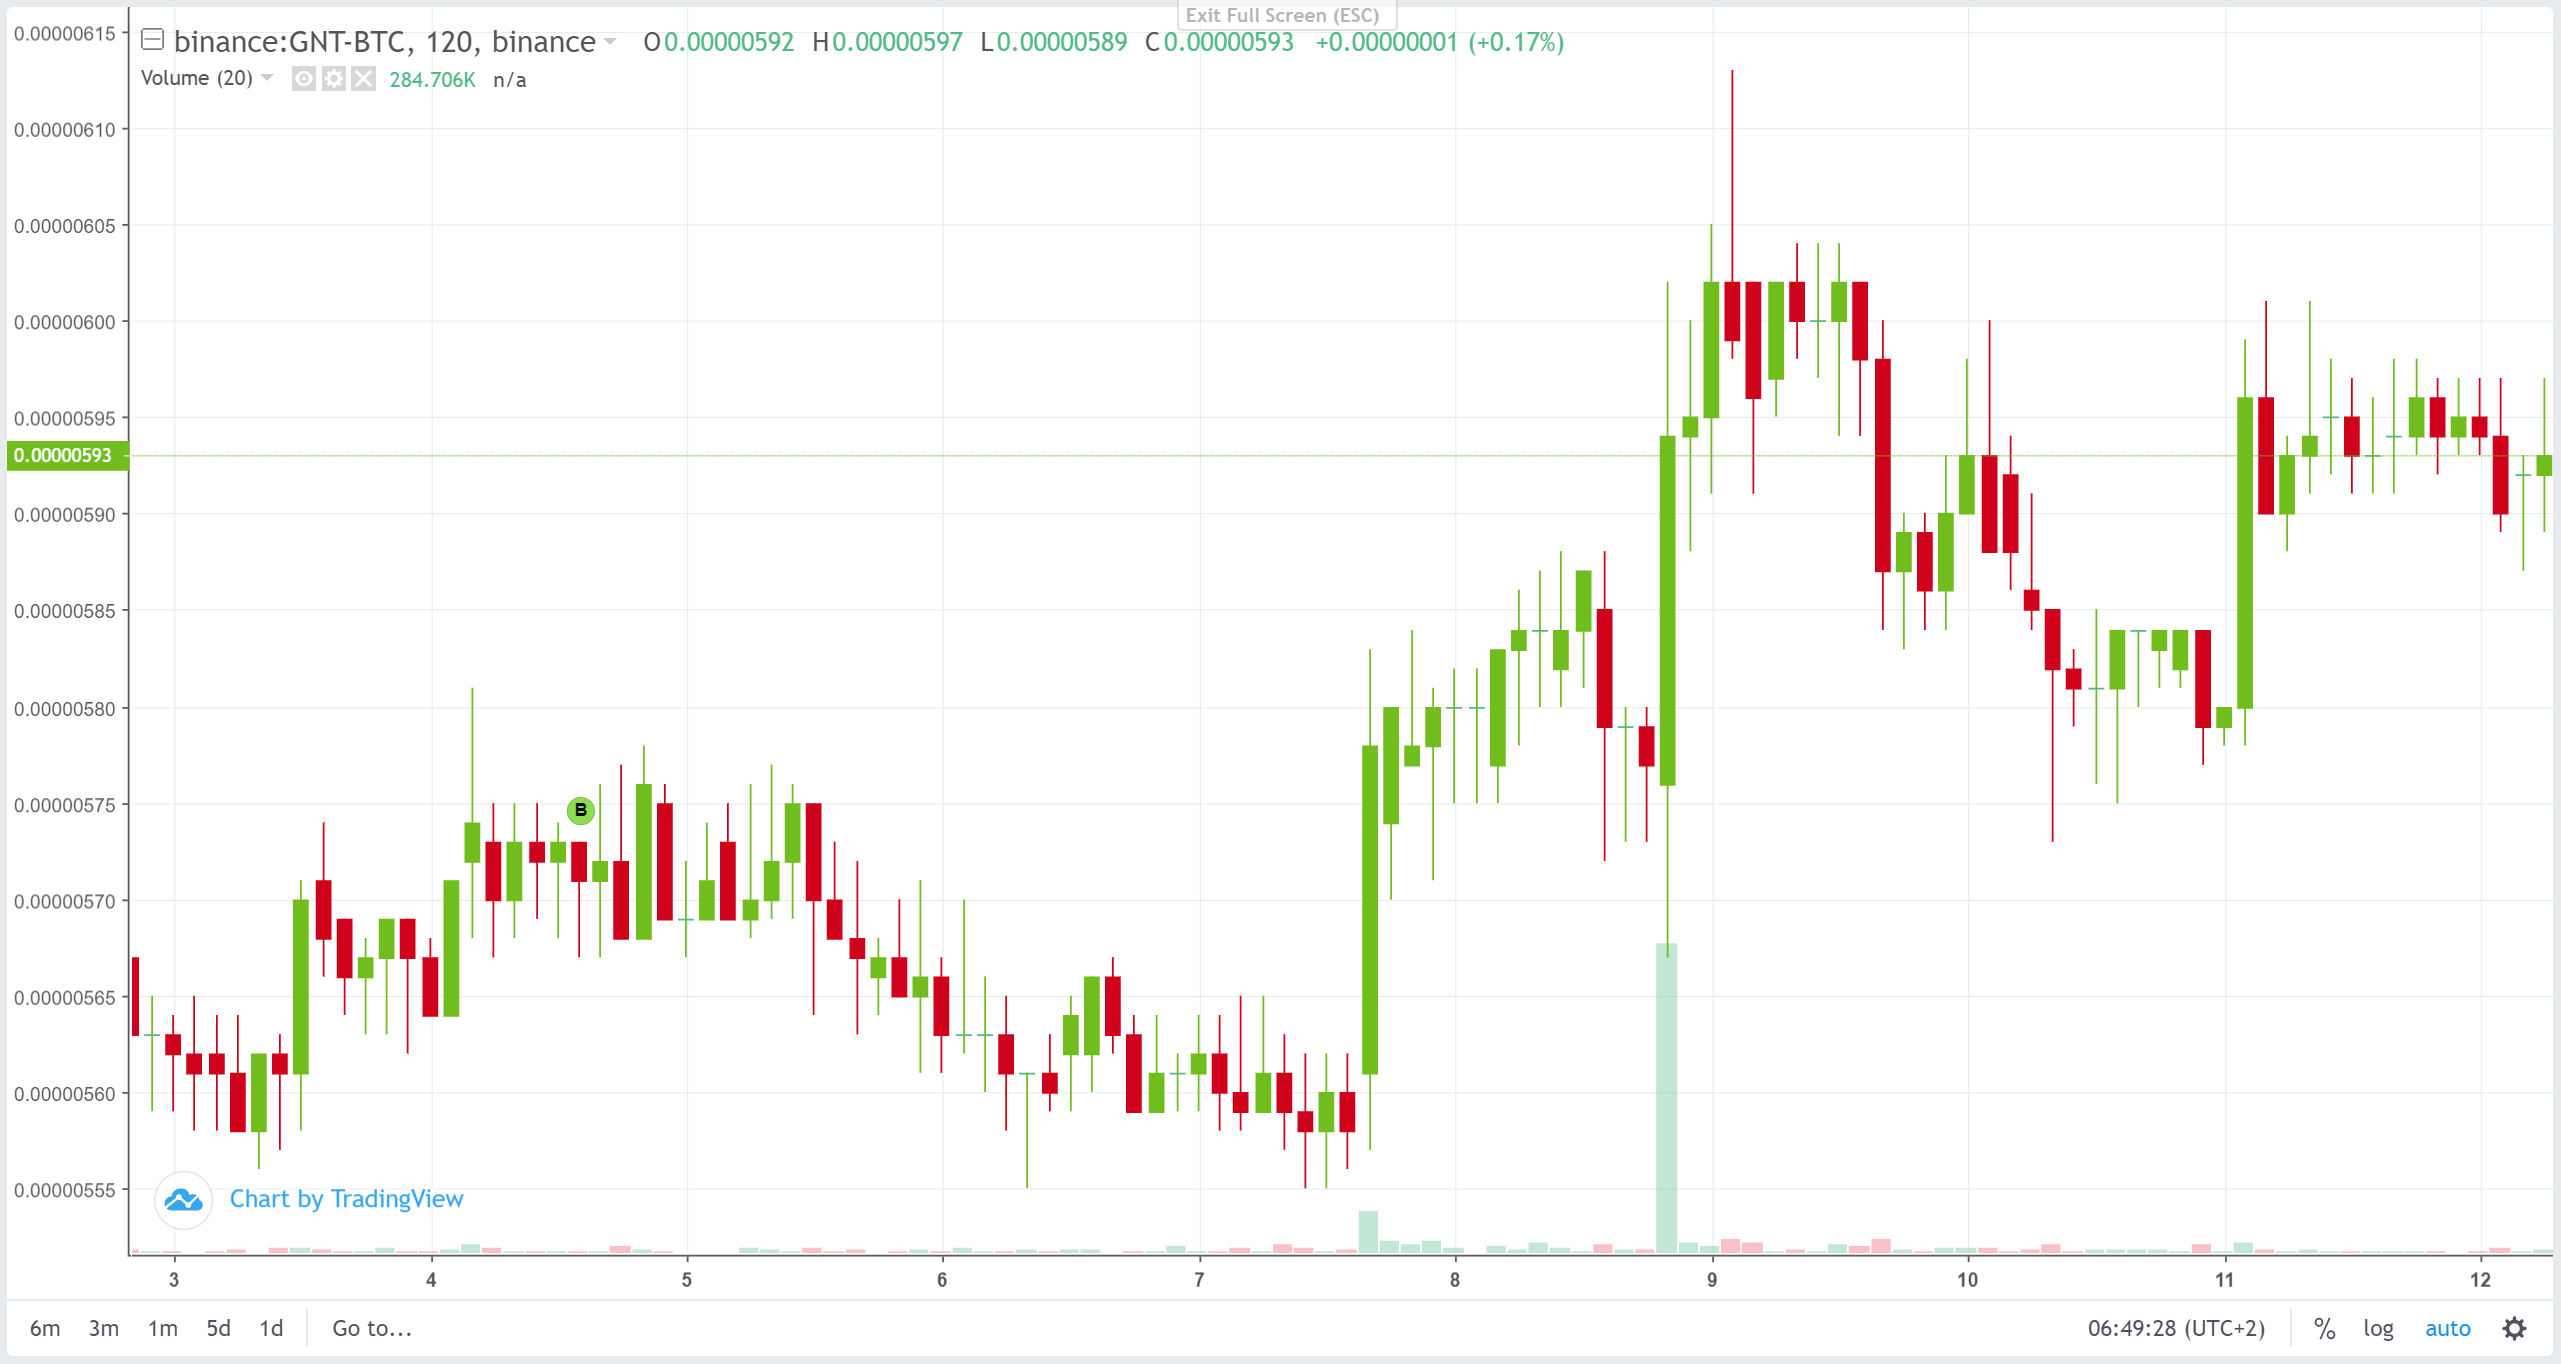 Exit Full Screen (ESC)
binance:GNT-BTC, 120, binance O0.00000592 H0.00000597 L0.00000589 C0.00000593 +0.00000001 (+0.17%)
Volume (20) 284.706K n/a
0.00000615
0.00000610
0.00000605
0.00000600
0.00000595
0.00000593
0.00000590
0.00000585
0.00000580
0.00000575
0.00000570
0.00000565
0.00000560
0.00000555
B
Chart by TradingView
3 4 5 6 7 8 9 10 11 12
6m 3m 1m 5d 1d Go to... 06:49:28 (UTC+2) % log auto